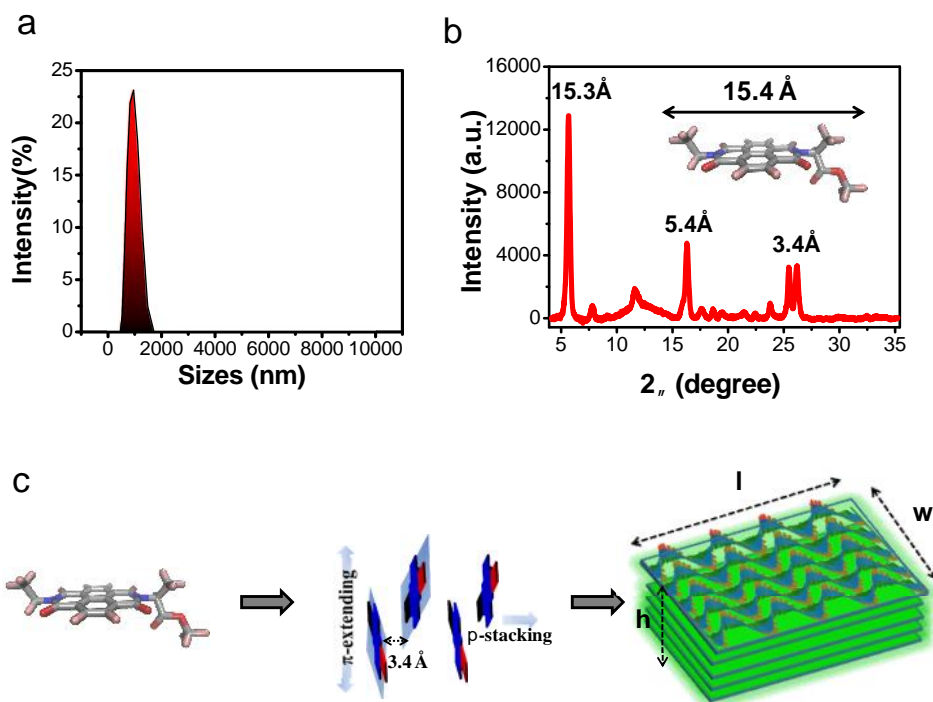 a
25
20
15
10
5
0
Intensity(%)
0 2000 4000 6000 8000 10000
Sizes (nm)
b
16000
12000
8000
4000
0
Intensity (a.u.)
15.3Å
15.4 Å
5.4Å
3.4Å
5 10 15 20 25 30 35
2〃 (degree)
c
π-extending
3.4 Å
p-stacking
l
w
h